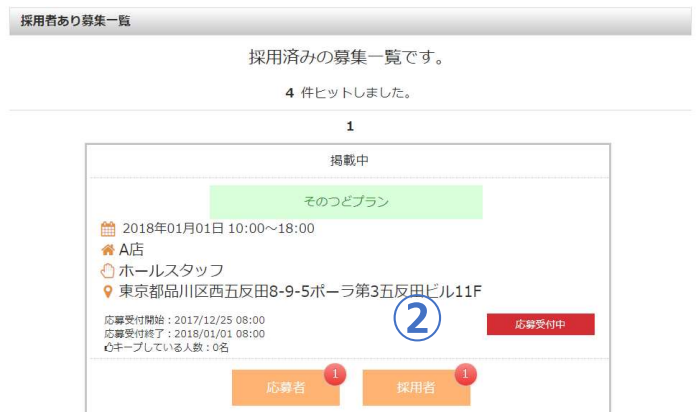 採用者あり募集一覧
採用済みの募集一覧です。
4 件ヒットしました。
1
掲載中
そのつどプラン
2018年01月01日 10:00～18:00
A店
ホールスタッフ
東京都品川区西五反田8-9-5ポーラ第3五反田ビル11F
応募受付開始：2017/12/25 08:00
応募受付終了：2018/01/01 08:00
キープしている人数：0名
②
応募受付中
応募者 1
採用者 1